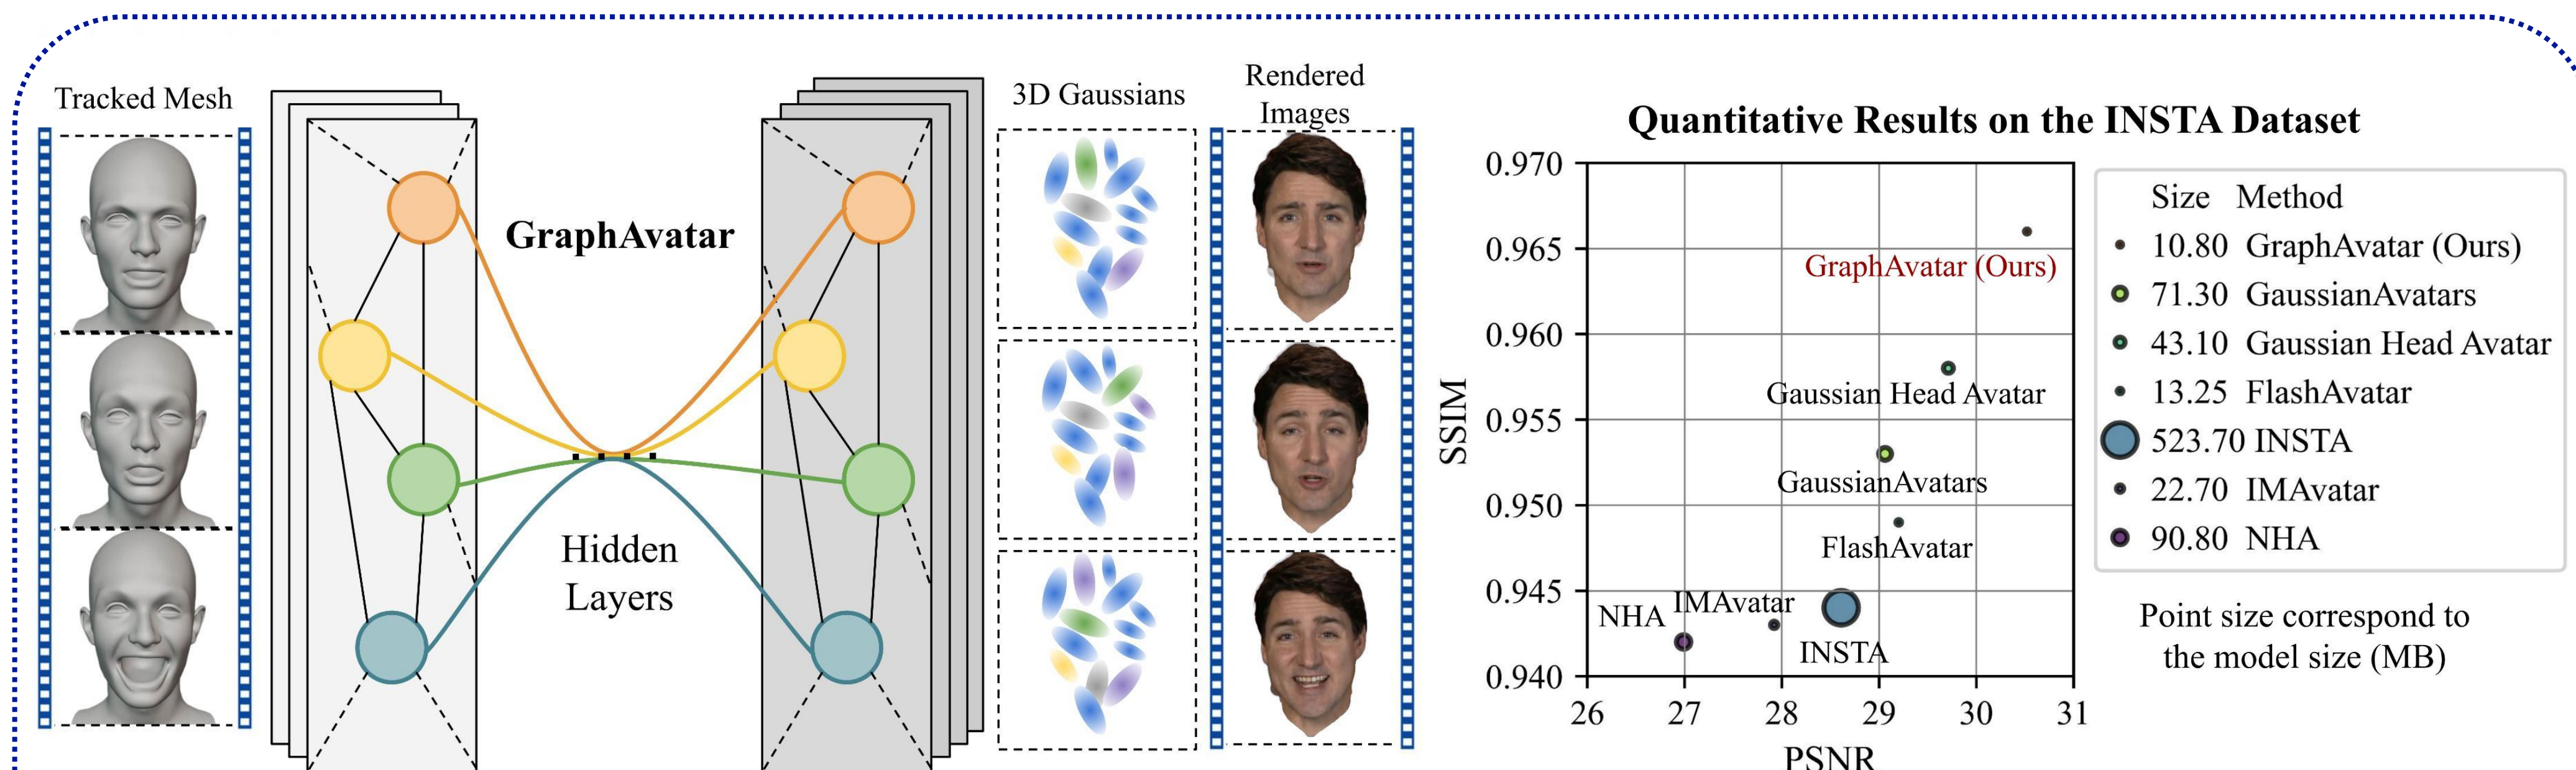 Tracked Mesh
GraphAvatar
Hidden
Layers
3D Gaussians
Rendered
Images
Quantitative Results on the INSTA Dataset
SSIM
0.970
0.965
0.960
0.955
0.950
0.945
0.940
GraphAvatar (Ours)
Gaussian Head Avatar
GaussianAvatars
FlashAvatar
NHA
IMAvatar
INSTA
26 27 28 29 30 31
PSNR
Size Method
10.80 GraphAvatar (Ours)
71.30 GaussianAvatars
43.10 Gaussian Head Avatar
13.25 FlashAvatar
523.70 INSTA
22.70 IMAvatar
90.80 NHA
Point size correspond to
the model size (MB)